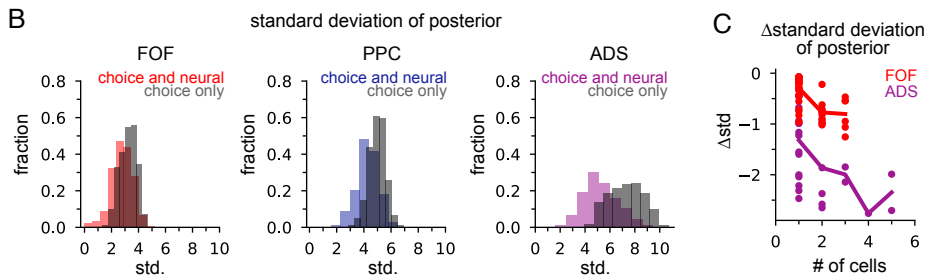 B
standard deviation of posterior
FOF
choice and neural
choice only
fraction
0.8
0.6
0.4
0.2
0.0
0 2 4 6 8 10
std.
PPC
choice and neural
choice only
fraction
0.8
0.6
0.4
0.2
0.0
0 2 4 6 8 10
std.
ADS
choice and neural
choice only
fraction
0.8
0.6
0.4
0.2
0.0
0 2 4 6 8 10
std.
C
Δstandard deviation
of posterior
FOF
ADS
Δstd
−0
−1
−2
0 2 4 6
# of cells